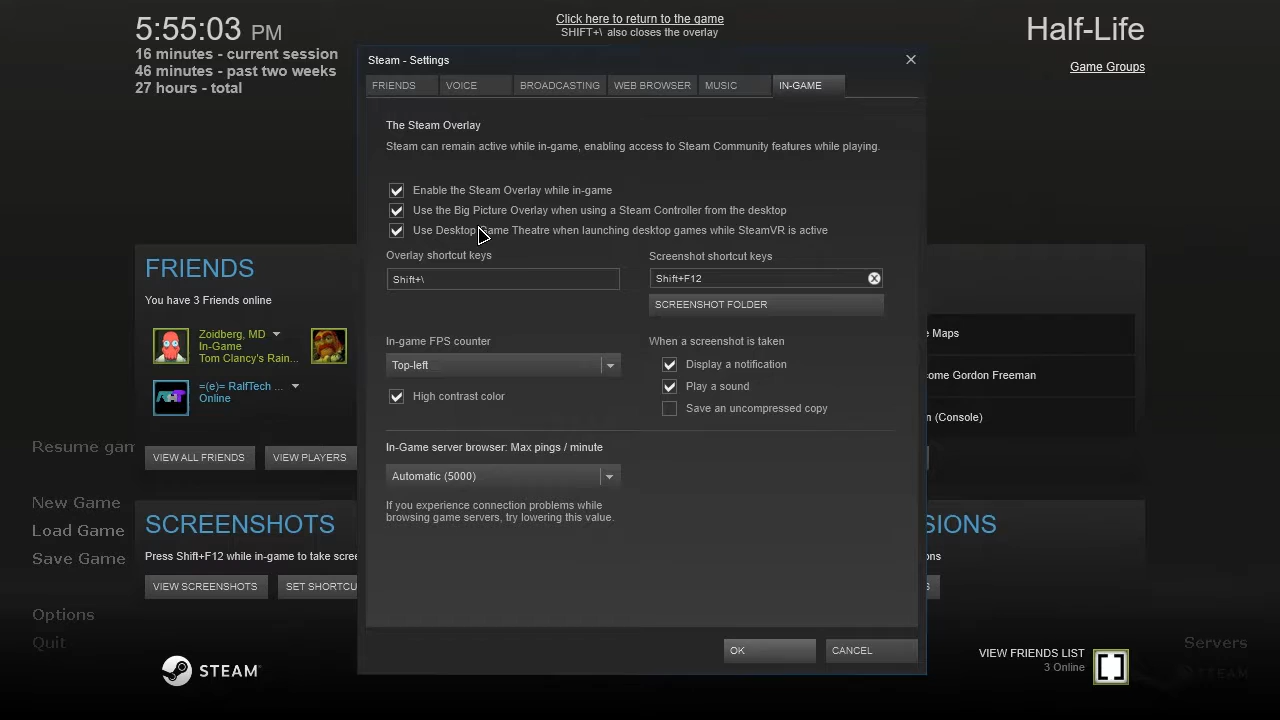 5:55:03 PM
16 minutes - current session
46 minutes - past two weeks
27 hours - total
Click here to return to the game
SHIFT+\ also closes the overlay
Half-Life
Game Groups
Steam - Settings
FRIENDS
VOICE
BROADCASTING
WEB BROWSER
MUSIC
IN-GAME
The Steam Overlay
Steam can remain active while in-game, enabling access to Steam Community features while playing.
Enable the Steam Overlay while in-game
Use the Big Picture Overlay when using a Steam Controller from the desktop
Use Desktop Game Theatre when launching desktop games while SteamVR is active
Overlay shortcut keys
Shift+\
Screenshot shortcut keys
Shift+F12
SCREENSHOT FOLDER
In-game FPS counter
Top-left
High contrast color
When a screenshot is taken
Display a notification
Play a sound
Save an uncompressed copy
In-Game server browser: Max pings / minute
Automatic (5000)
If you experience connection problems while
browsing game servers, try lowering this value.
OK
CANCEL
FRIENDS
You have 3 Friends online
Zoidberg, MD
In-Game
Tom Clancy's Rain...
=(e)= RalfTech ...
Online
VIEW ALL FRIENDS
VIEW PLAYERS
SCREENSHOTS
Press Shift+F12 while in-game to take scree
VIEW SCREENSHOTS
SET SHORTCU
Maps
ome Gordon Freeman
n (Console)
SIONS
ons
Resume gam
New Game
Load Game
Save Game
Options
Quit
STEAM
VIEW FRIENDS LIST
3 Online
Servers
STEAM